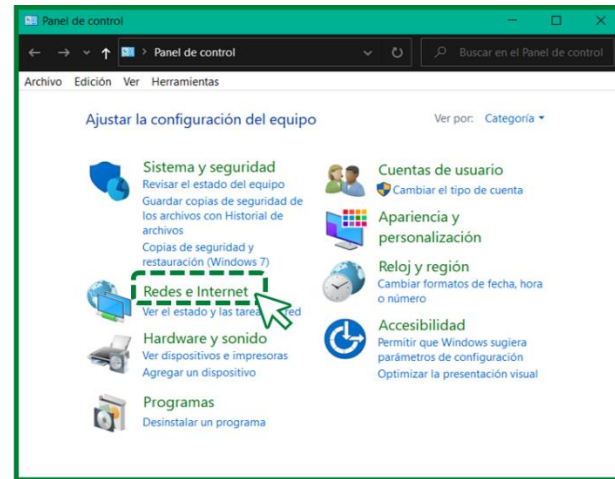 Panel de control
Panel de control
Buscar en el Panel de control
Archivo Edición Ver Herramientas
Ajustar la configuración del equipo
Ver por: Categoría
Sistema y seguridad
Revisar el estado del equipo
Guardar copias de seguridad de
los archivos con Historial de
archivos
Copias de seguridad y
restauración (Windows 7)
Redes e Internet
Ver el estado y las tareas red
Hardware y sonido
Ver dispositivos e impresoras
Agregar un dispositivo
Programas
Desinstalar un programa
Cuentas de usuario
Cambiar el tipo de cuenta
Apariencia y
personalización
Reloj y región
Cambiar formatos de fecha, hora
o número
Accesibilidad
Permitir que Windows sugiera
parámetros de configuración
Optimizar la presentación visual